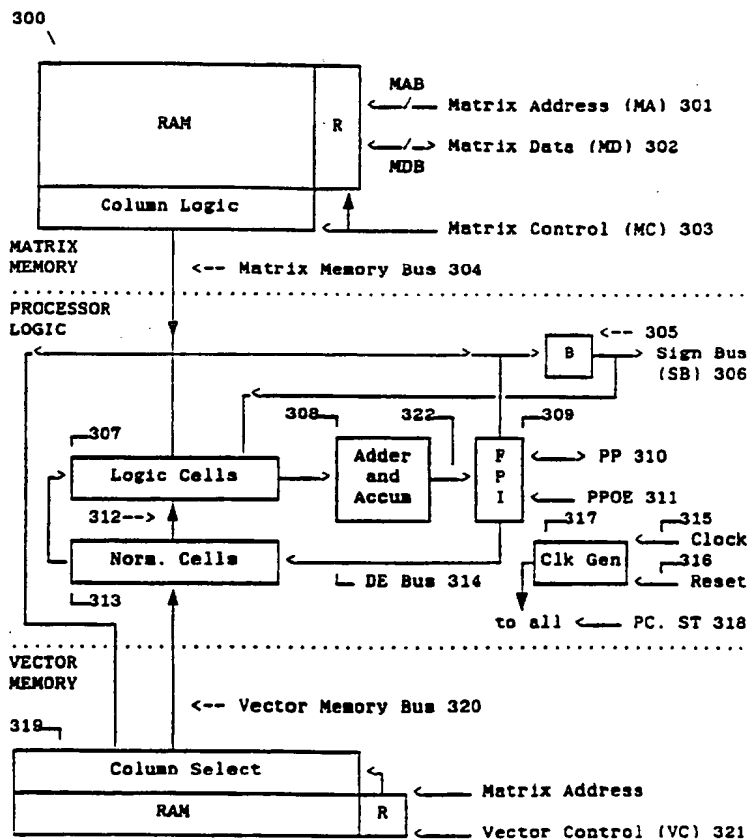 300
MAB
Matrix Address (MA) 301
RAM
R
Matrix Data (MD) 302
MDB
Column Logic
Matrix Control (MC) 303
MATRIX
MEMORY
<-- Matrix Memory Bus 304
PROCESSOR
LOGIC
<-- 305
B
Sign Bus
(SB) 306
308
322
309
307
Logic Cells
Adder
and
Accum
F
P
I
PP 310
PPOE 311
312-->
317
315
Clock
Norm. Cells
Clk Gen
316
Reset
DE Bus 314
313
to all
PC. ST 318
VECTOR
MEMORY
<-- Vector Memory Bus 320
319
Column Select
Matrix Address
RAM
R
Vector Control (VC) 321